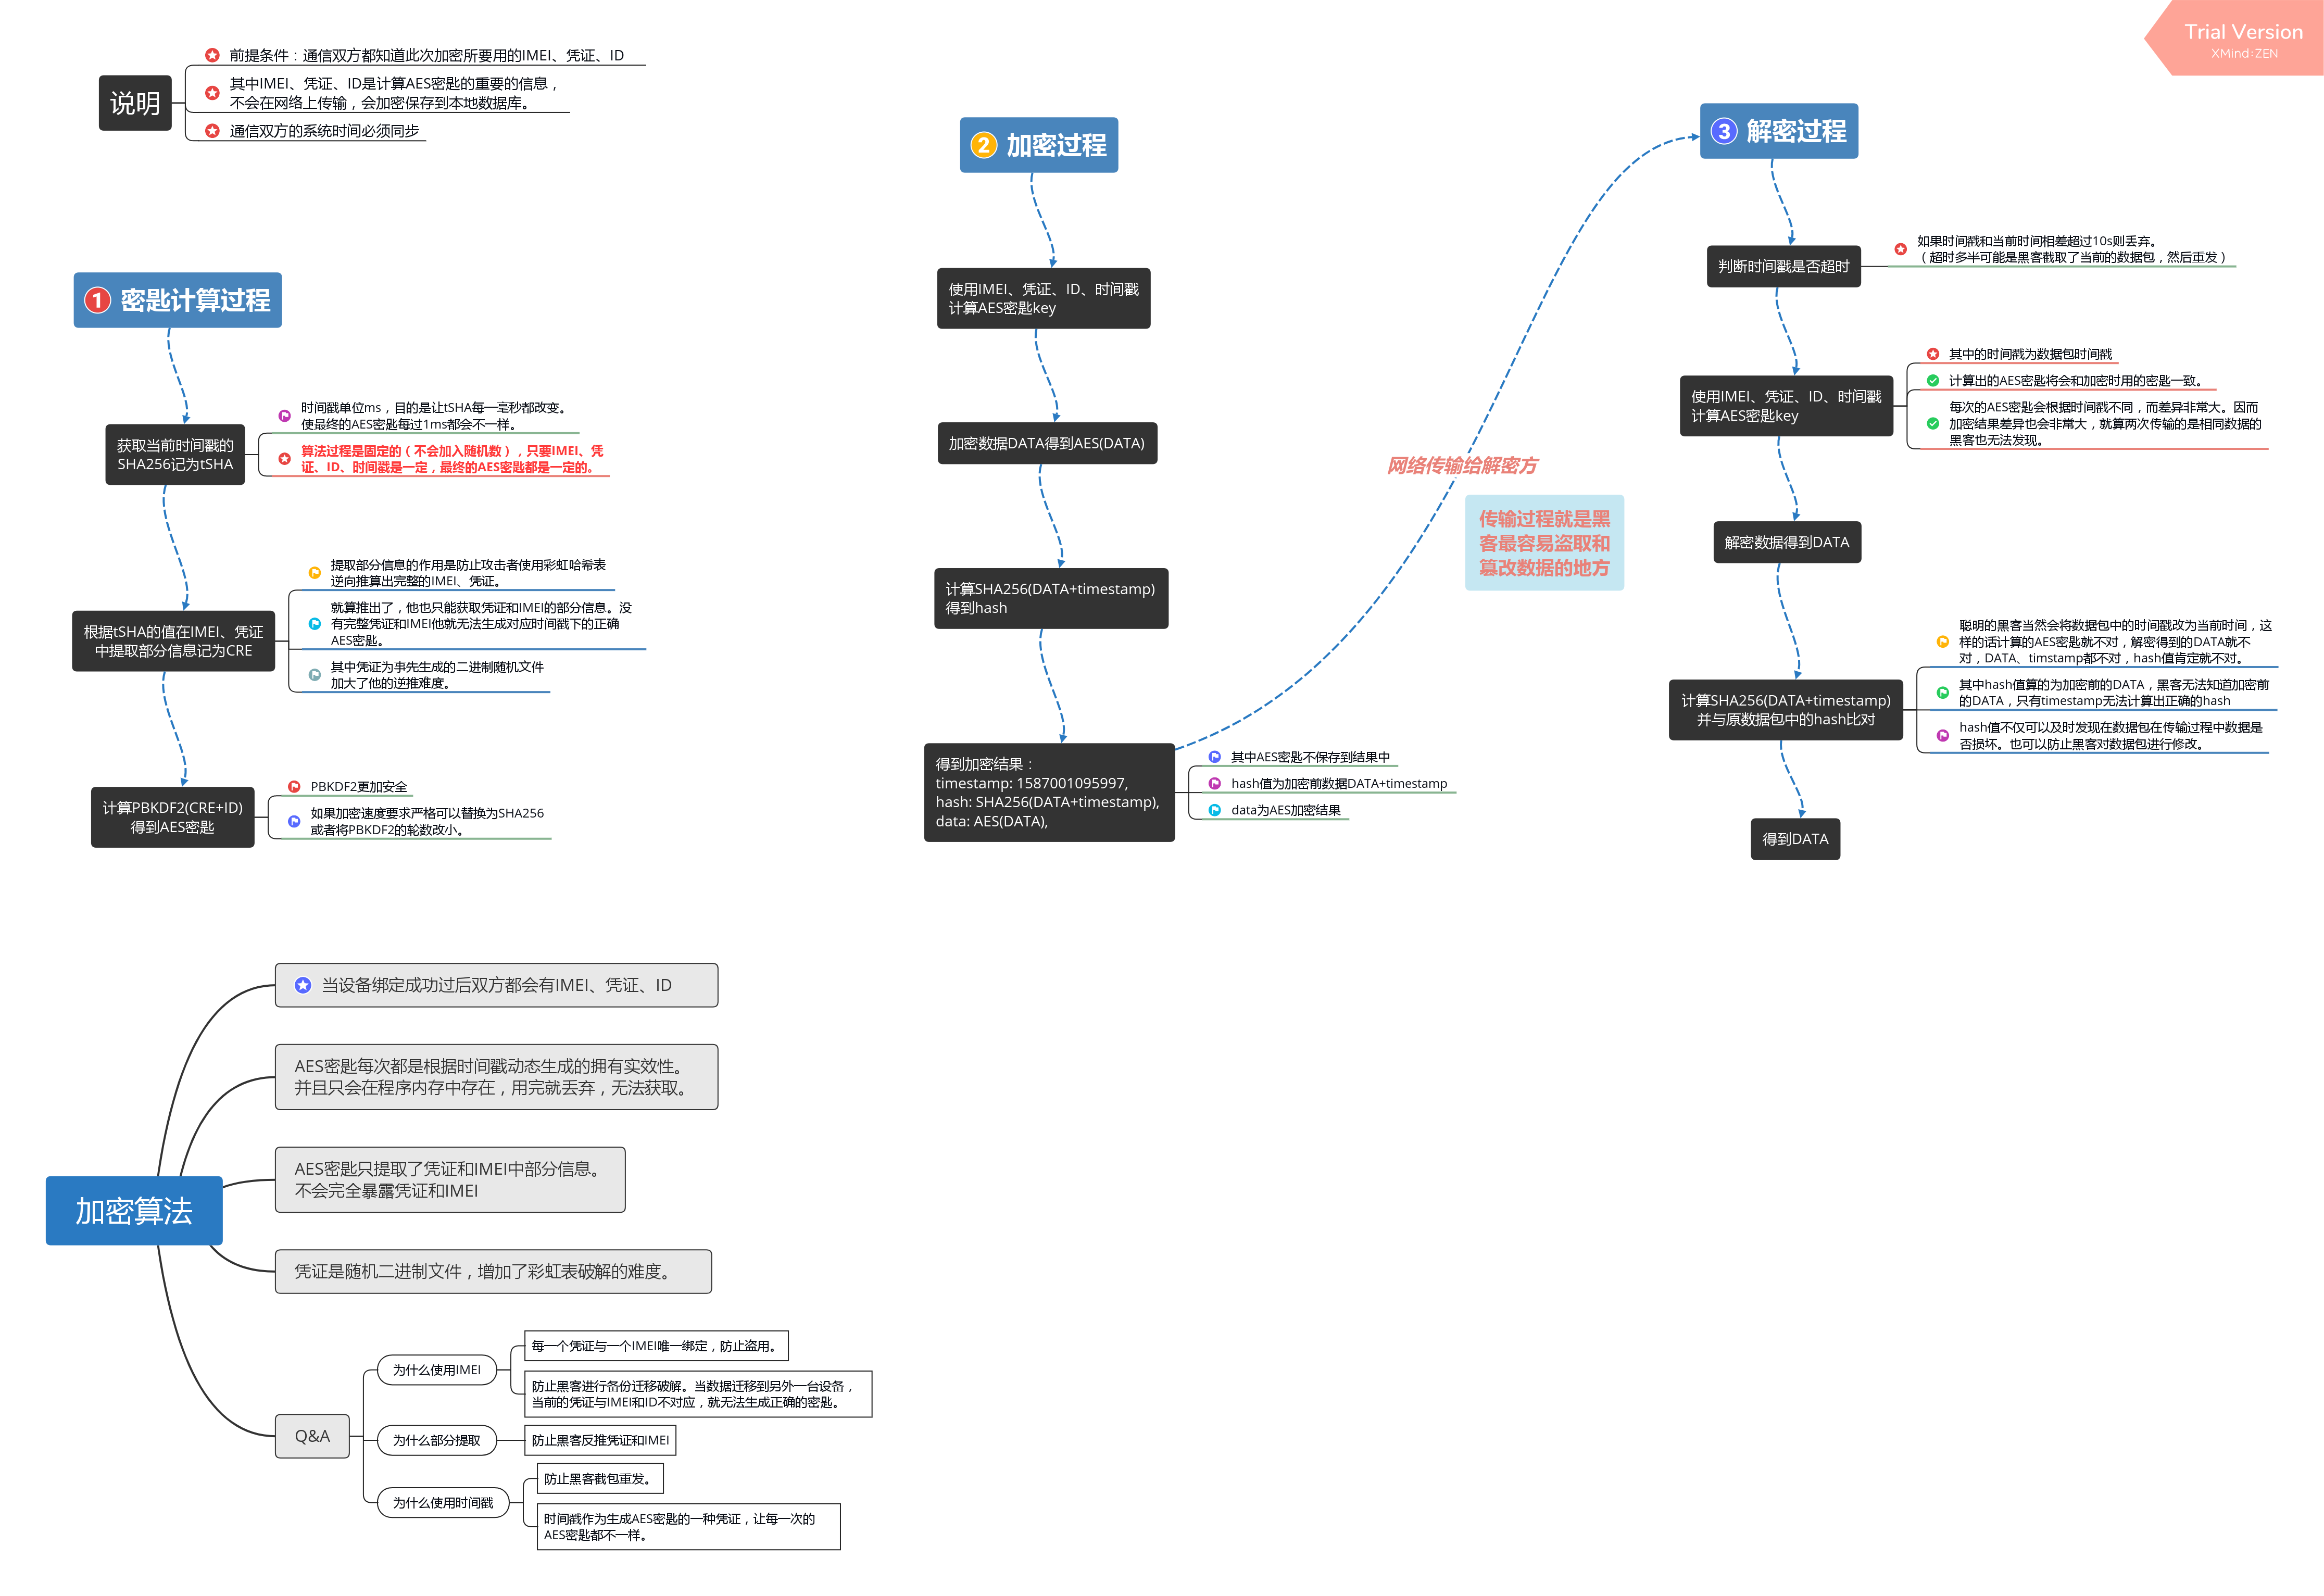 Trial Version
XMind:ZEN
说明
前提条件：通信双方都知道此次加密所要用的IMEI、凭证、ID
其中IMEI、凭证、ID是计算AES密匙的重要的信息，
不会在网络上传输，会加密保存到本地数据库。
通信双方的系统时间必须同步
1 密匙计算过程
获取当前时间戳的
SHA256记为tSHA
时间戳单位ms，目的是让tSHA每一毫秒都改变。
使最终的AES密匙每过1ms都会不一样。
算法过程是固定的（不会加入随机数），只要IMEI、凭
证、ID、时间戳是一定，最终的AES密匙都是一定的。
根据tSHA的值在IMEI、凭证
中提取部分信息记为CRE
提取部分信息的作用是防止攻击者使用彩虹哈希表
逆向推算出完整的IMEI、凭证。
就算推出了，他也只能获取凭证和IMEI的部分信息。没
有完整凭证和IMEI他就无法生成对应时间戳下的正确
AES密匙。
其中凭证为事先生成的二进制随机文件
加大了他的逆推难度。
计算PBKDF2(CRE+ID)
得到AES密匙
PBKDF2更加安全
如果加密速度要求严格可以替换为SHA256
或者将PBKDF2的轮数改小。
2 加密过程
使用IMEI、凭证、ID、时间戳
计算AES密匙key
加密数据DATA得到AES(DATA)
计算SHA256(DATA+timestamp)
得到hash
得到加密结果：
timestamp: 1587001095997,
hash: SHA256(DATA+timestamp),
data: AES(DATA),
其中AES密匙不保存到结果中
hash值为加密前数据DATA+timestamp
data为AES加密结果
网络传输给解密方
传输过程就是黑
客最容易盗取和
篡改数据的地方
3 解密过程
判断时间戳是否超时
如果时间戳和当前时间相差超过10s则丢弃。
（超时多半可能是黑客截取了当前的数据包，然后重发）
使用IMEI、凭证、ID、时间戳
计算AES密匙key
其中的时间戳为数据包时间戳
计算出的AES密匙将会和加密时用的密匙一致。
每次的AES密匙会根据时间戳不同，而差异非常大。因而
加密结果差异也会非常大，就算两次传输的是相同数据的
黑客也无法发现。
解密数据得到DATA
计算SHA256(DATA+timestamp)
并与原数据包中的hash比对
聪明的黑客当然会将数据包中的时间戳改为当前时间，这
样的话计算的AES密匙就不对，解密得到的DATA就不
对，DATA、timstamp都不对，hash值肯定就不对。
其中hash值算的为加密前的DATA，黑客无法知道加密前
的DATA，只有timestamp无法计算出正确的hash
hash值不仅可以及时发现在数据包在传输过程中数据是
否损坏。也可以防止黑客对数据包进行修改。
得到DATA
加密算法
当设备绑定成功过后双方都会有IMEI、凭证、ID
AES密匙每次都是根据时间戳动态生成的拥有实效性。
并且只会在程序内存中存在，用完就丢弃，无法获取。
AES密匙只提取了凭证和IMEI中部分信息。
不会完全暴露凭证和IMEI
凭证是随机二进制文件，增加了彩虹表破解的难度。
Q&A
为什么使用IMEI
每一个凭证与一个IMEI唯一绑定，防止盗用。
防止黑客进行备份迁移破解。当数据迁移到另外一台设备，
当前的凭证与IMEI和ID不对应，就无法生成正确的密匙。
为什么部分提取
防止黑客反推凭证和IMEI
为什么使用时间戳
防止黑客截包重发。
时间戳作为生成AES密匙的一种凭证，让每一次的
AES密匙都不一样。